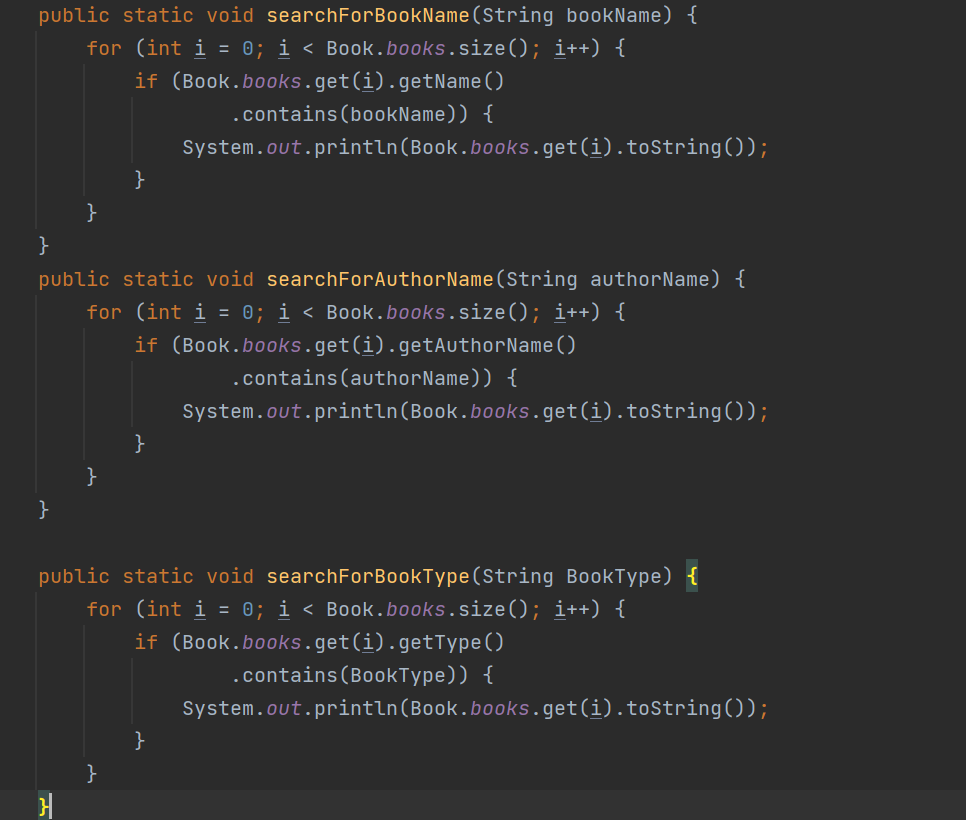 public static void searchForBookName(String bookName) {
    for (int i = 0; i < Book.books.size(); i++) {
        if (Book.books.get(i).getName()
                .contains(bookName)) {
            System.out.println(Book.books.get(i).toString());
        }
    }
}
public static void searchForAuthorName(String authorName) {
    for (int i = 0; i < Book.books.size(); i++) {
        if (Book.books.get(i).getAuthorName()
                .contains(authorName)) {
            System.out.println(Book.books.get(i).toString());
        }
    }
}

public static void searchForBookType(String BookType) {
    for (int i = 0; i < Book.books.size(); i++) {
        if (Book.books.get(i).getType()
                .contains(BookType)) {
            System.out.println(Book.books.get(i).toString());
        }
    }
}